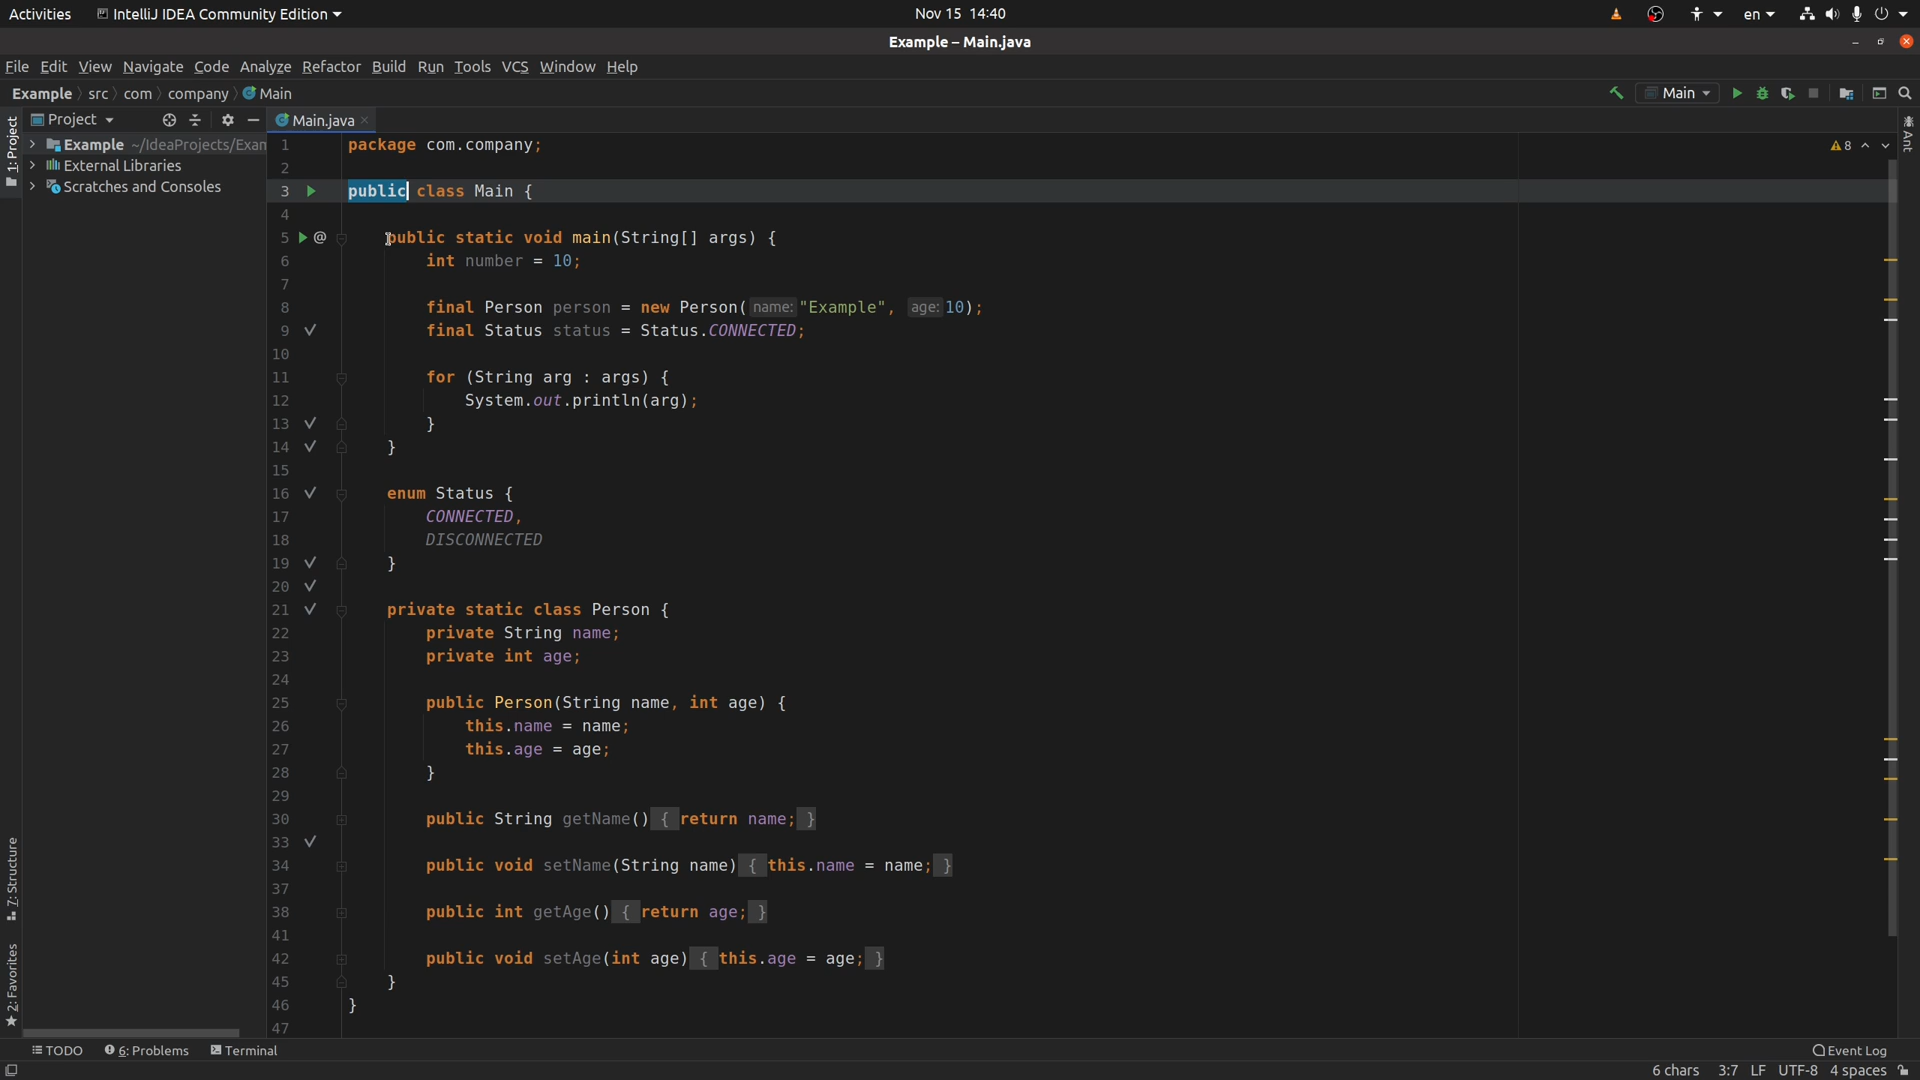 Activities IntelliJ IDEA Community Edition Nov 15 14:40 en
Example – Main.java
File Edit View Navigate Code Analyze Refactor Build Run Tools VCS Window Help
Example src com company Main Main
1: Project
Project
Example ~/IdeaProjects/Exam
External Libraries
Scratches and Consoles
Main.java
8
Ant
1 package com.company;
2
3 public class Main {
4
5 @ public static void main(String[] args) {
6 int number = 10;
7
8 final Person person = new Person( name: "Example", age: 10);
9 final Status status = Status.CONNECTED;
10
11 for (String arg : args) {
12 System.out.println(arg);
13 }
14 }
15
16 enum Status {
17 CONNECTED,
18 DISCONNECTED
19 }
20
21 private static class Person {
22 private String name;
23 private int age;
24
25 public Person(String name, int age) {
26 this.name = name;
27 this.age = age;
28 }
29
30 public String getName() { return name; }
33
34 public void setName(String name) { this.name = name; }
37
38 public int getAge() { return age; }
41
42 public void setAge(int age) { this.age = age; }
45 }
46 }
47
7: Structure
2: Favorites
TODO 6: Problems Terminal Event Log
6 chars 3:7 LF UTF-8 4 spaces